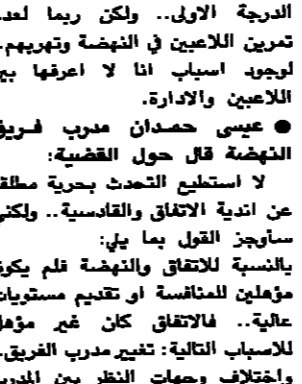 الدرجة الاولى.. ولكن ربما لعد
تمرين اللاعبين في النهضة وتهربهم.
لوجود اسباب انا لا اعرفها بين
اللاعبين والادارة.
● عيسى حمدان مدرب فريق
النهضة قال حول القضية:
لا استطيع التحدث بحرية مطلقة
عن اندية الاتفاق والقادسية.. ولكني
سأوجز القول بما يلي:
بالنسبة للاتفاق والنهضة فلم يكونا
مؤهلين للمنافسة او تقديم مستويات
عالية.. فالاتفاق كان غير مؤهل
للاسباب التالية: تغيير مدرب الفريق.
واختلاف وجهات النظر بين المدرب